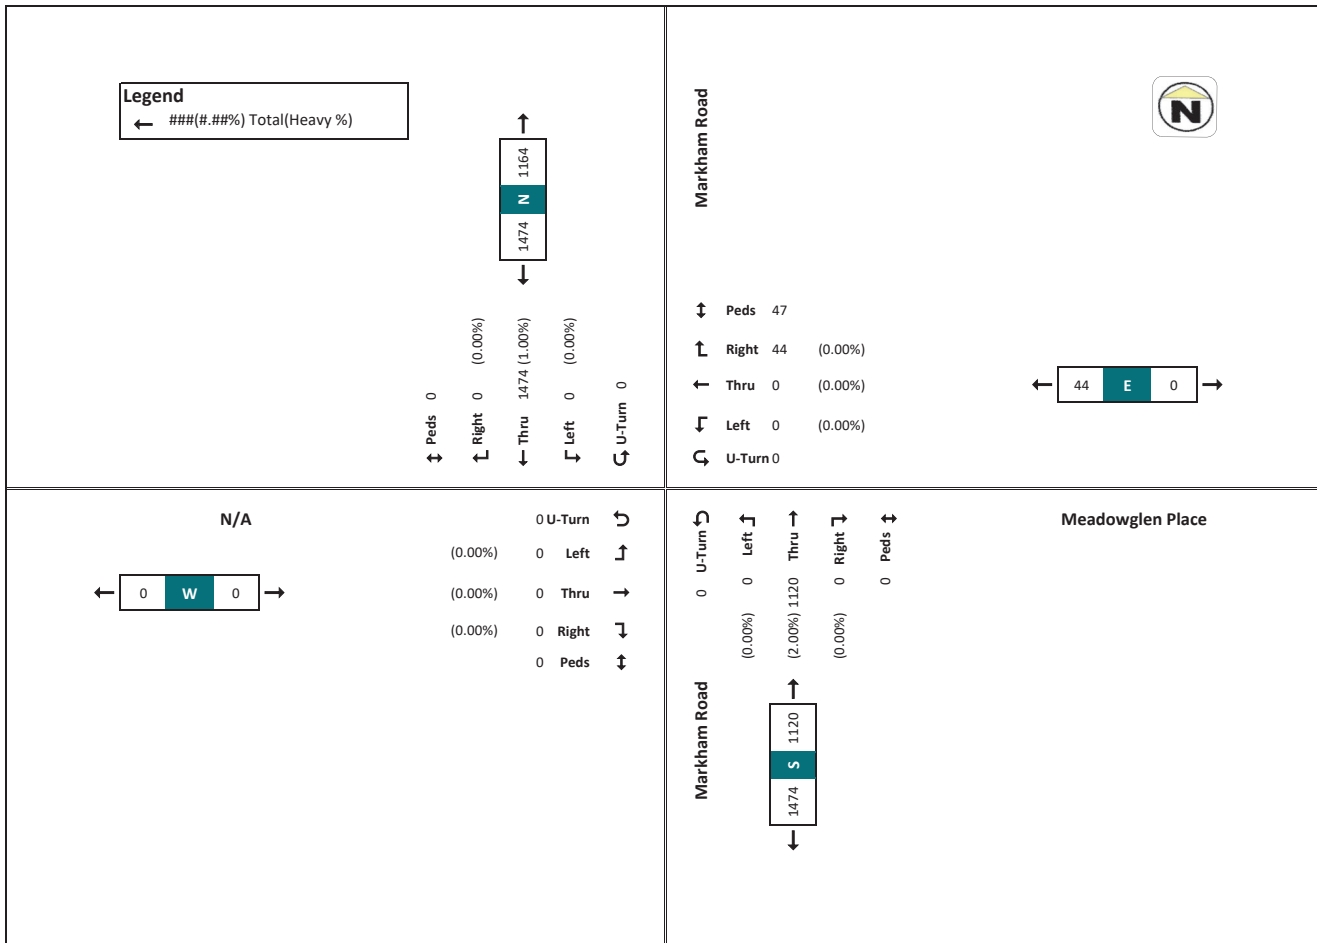 Legend
### (#.##%) Total(Heavy %)
1164
N
1474
Peds 0
Right 0 (0.00%)
Thru 1474 (1.00%)
Left 0 (0.00%)
U-Turn 0
Markham Road
N
Peds 47
Right 44 (0.00%)
Thru 0 (0.00%)
Left 0 (0.00%)
U-Turn 0
44 E 0
N/A
0 U-Turn
(0.00%) 0 Left
(0.00%) 0 Thru
(0.00%) 0 Right
0 Peds
0 W 0
0 U-Turn
(0.00%) 0 Left
(2.00%) 1120 Thru
(0.00%) 0 Right
0 Peds
Meadowglen Place
Markham Road
1120
S
1474